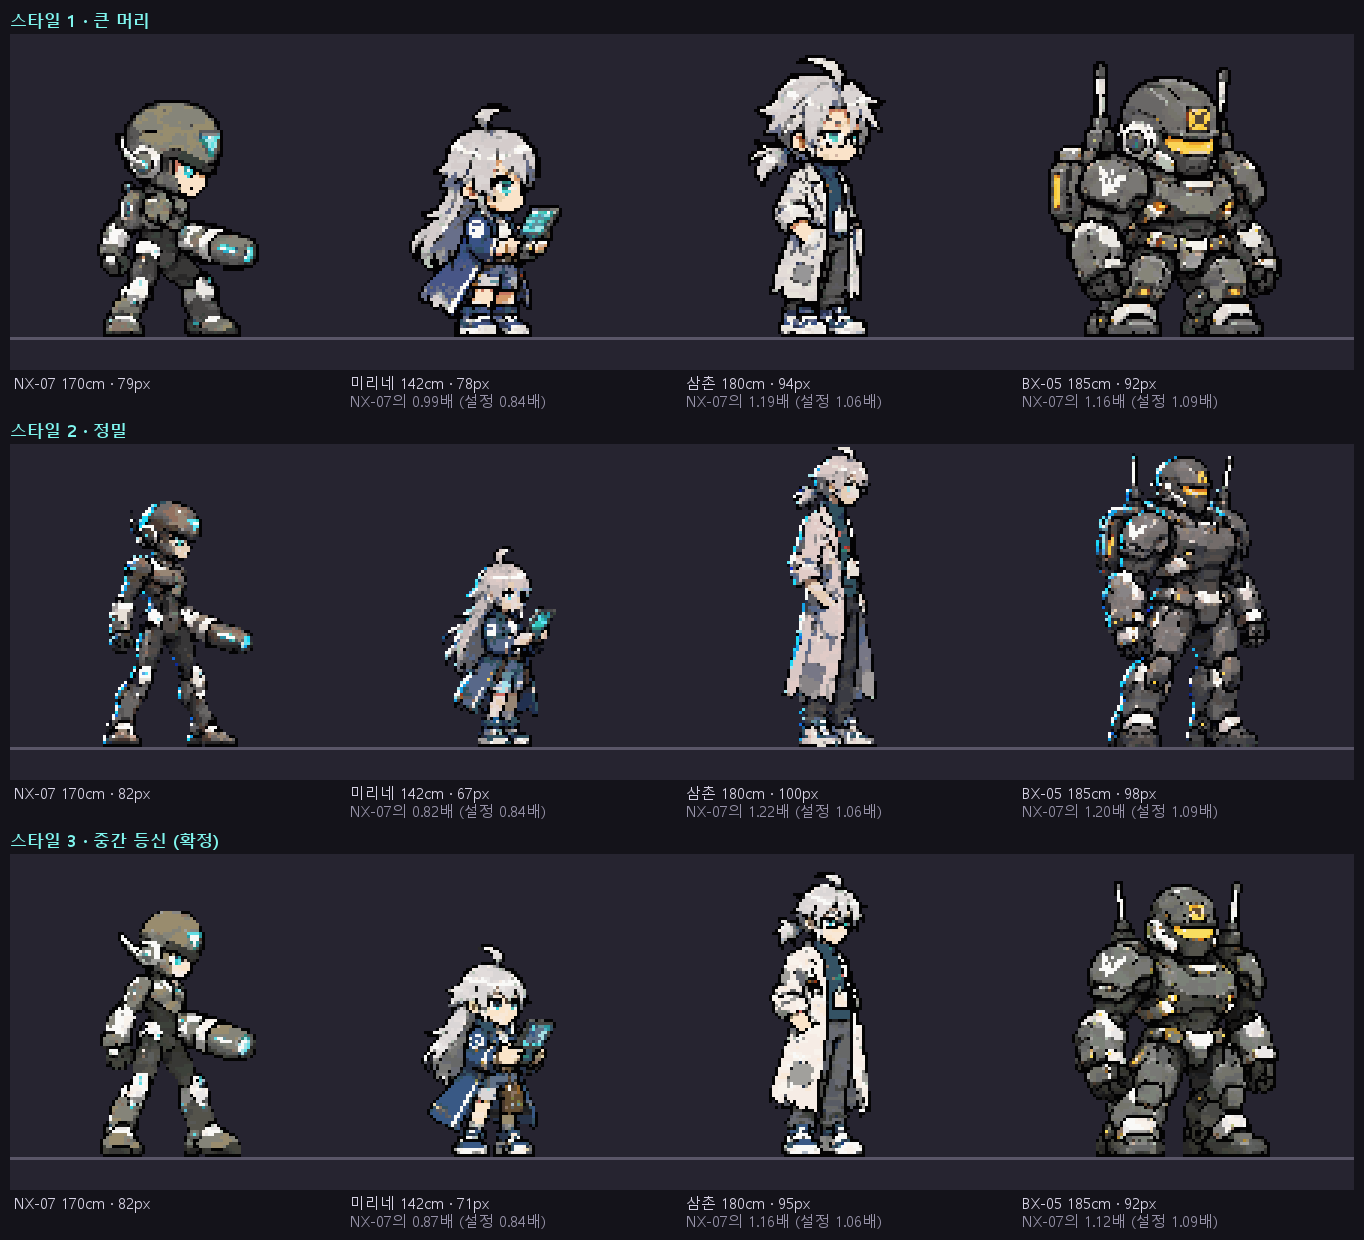 스타일 1 · 큰 머리
NX-07 170cm · 79px
미리네 142cm · 78px
삼촌 180cm · 94px
BX-05 185cm · 92px
NX-07의 0.99배 (설정 0.84배)
NX-07의 1.19배 (설정 1.06배)
NX-07의 1.16배 (설정 1.09배)
스타일 2 · 정밀
NX-07 170cm · 82px
미리네 142cm · 67px
삼촌 180cm · 100px
BX-05 185cm · 98px
NX-07의 0.82배 (설정 0.84배)
NX-07의 1.22배 (설정 1.06배)
NX-07의 1.20배 (설정 1.09배)
스타일 3 · 중간 등신 (확정)
NX-07 170cm · 82px
미리네 142cm · 71px
삼촌 180cm · 95px
BX-05 185cm · 92px
NX-07의 0.87배 (설정 0.84배)
NX-07의 1.16배 (설정 1.06배)
NX-07의 1.12배 (설정 1.09배)